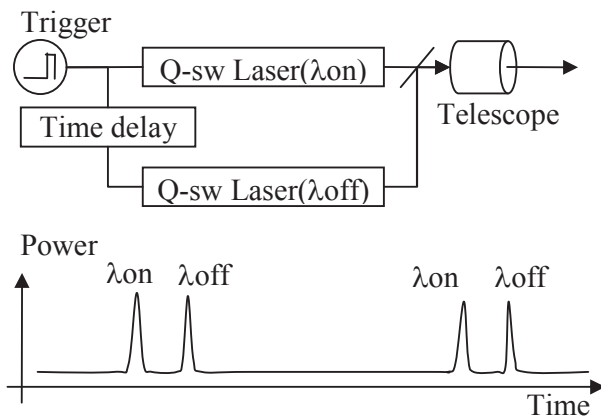 Trigger
Q-sw Laser(λon)
Time delay
Telescope
Q-sw Laser(λoff)
Power
λon λoff λon λoff
Time